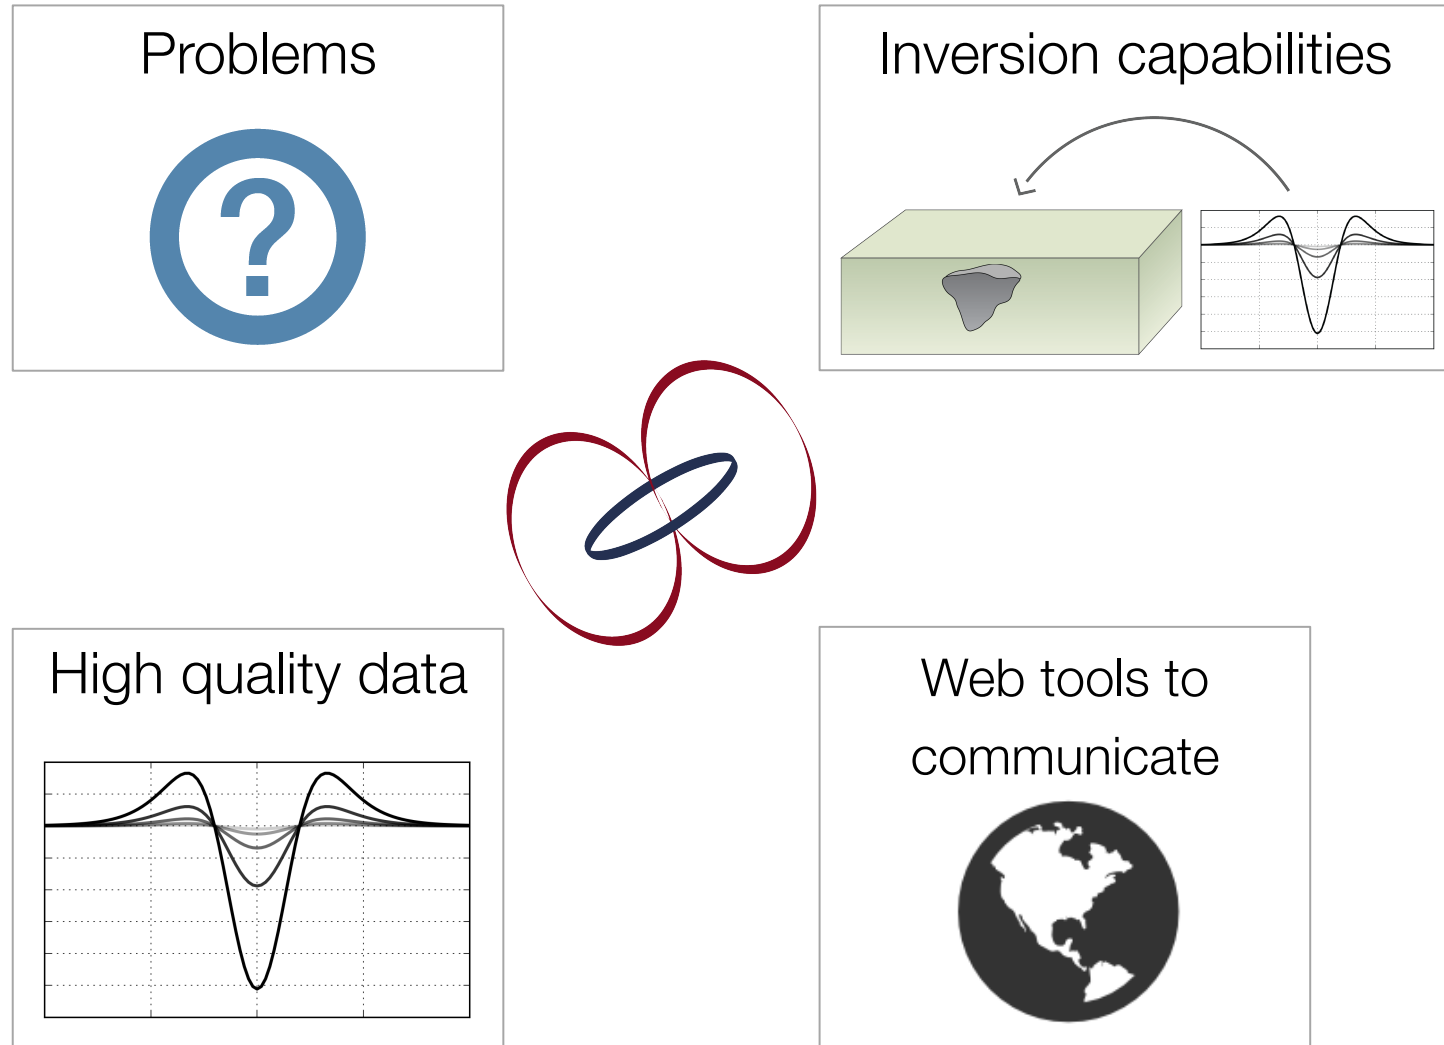 Problems
Inversion capabilities
?
High quality data
Web tools to
communicate